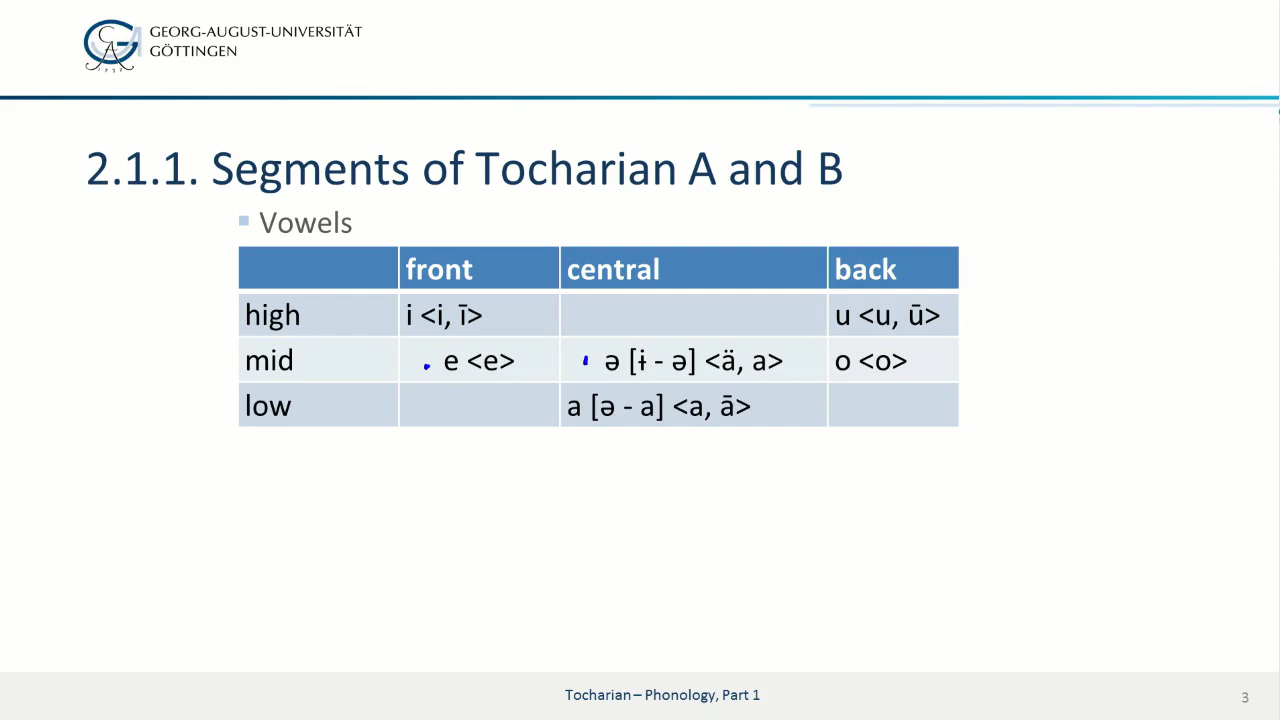 GEORG-AUGUST-UNIVERSITÄT
GÖTTINGEN
2.1.1. Segments of Tocharian A and B
Vowels
front central back
high i <i, ī> u <u, ū>
mid e <e> ə [ɨ - ə] <ä, a> o <o>
low a [ə - a] <a, ā>
Tocharian – Phonology, Part 1
3